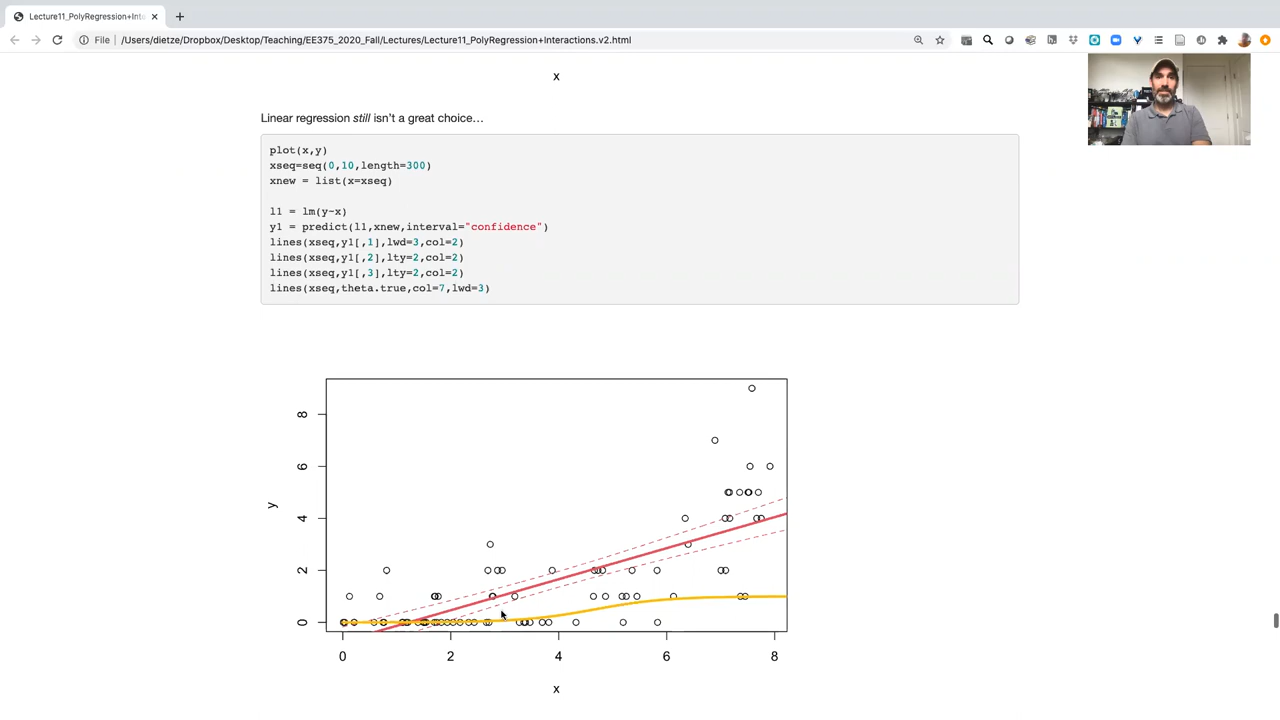 Lecture11_PolyRegression+Inte
File
/Users/dietze/Dropbox/Desktop/Teaching/EE375_2020_Fall/Lectures/Lecture11_PolyRegression+Interactions.v2.html
x
Linear regression still isn't a great choice…
plot(x,y)
xseq=seq(0,10,length=300)
xnew = list(x=xseq)
l1 = lm(y~x)
y1 = predict(l1,xnew,interval="confidence")
lines(xseq,y1[,1],lwd=3,col=2)
lines(xseq,y1[,2],lty=2,col=2)
lines(xseq,y1[,3],lty=2,col=2)
lines(xseq,theta.true,col=7,lwd=3)
8
6
y
4
2
0
0 2 4 6 8
x